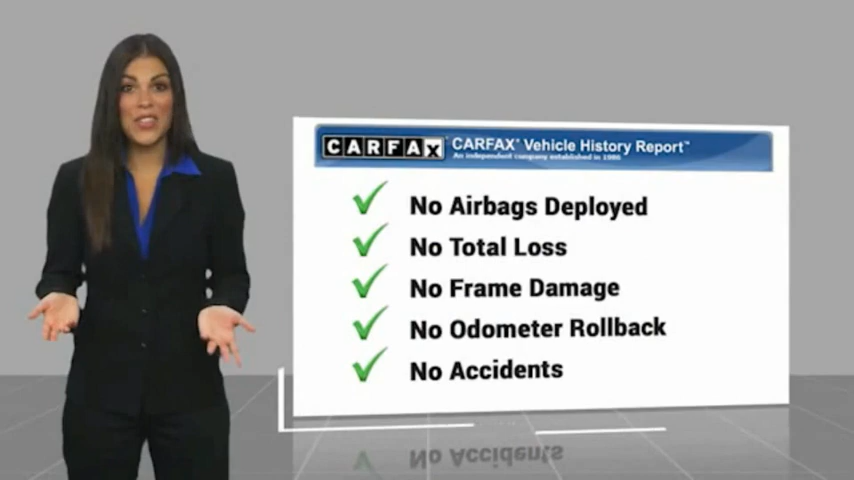 CARFAX
CARFAX® Vehicle History Report™
An independent company established in 1986
No Airbags Deployed
No Total Loss
No Frame Damage
No Odometer Rollback
No Accidents
No Accidents